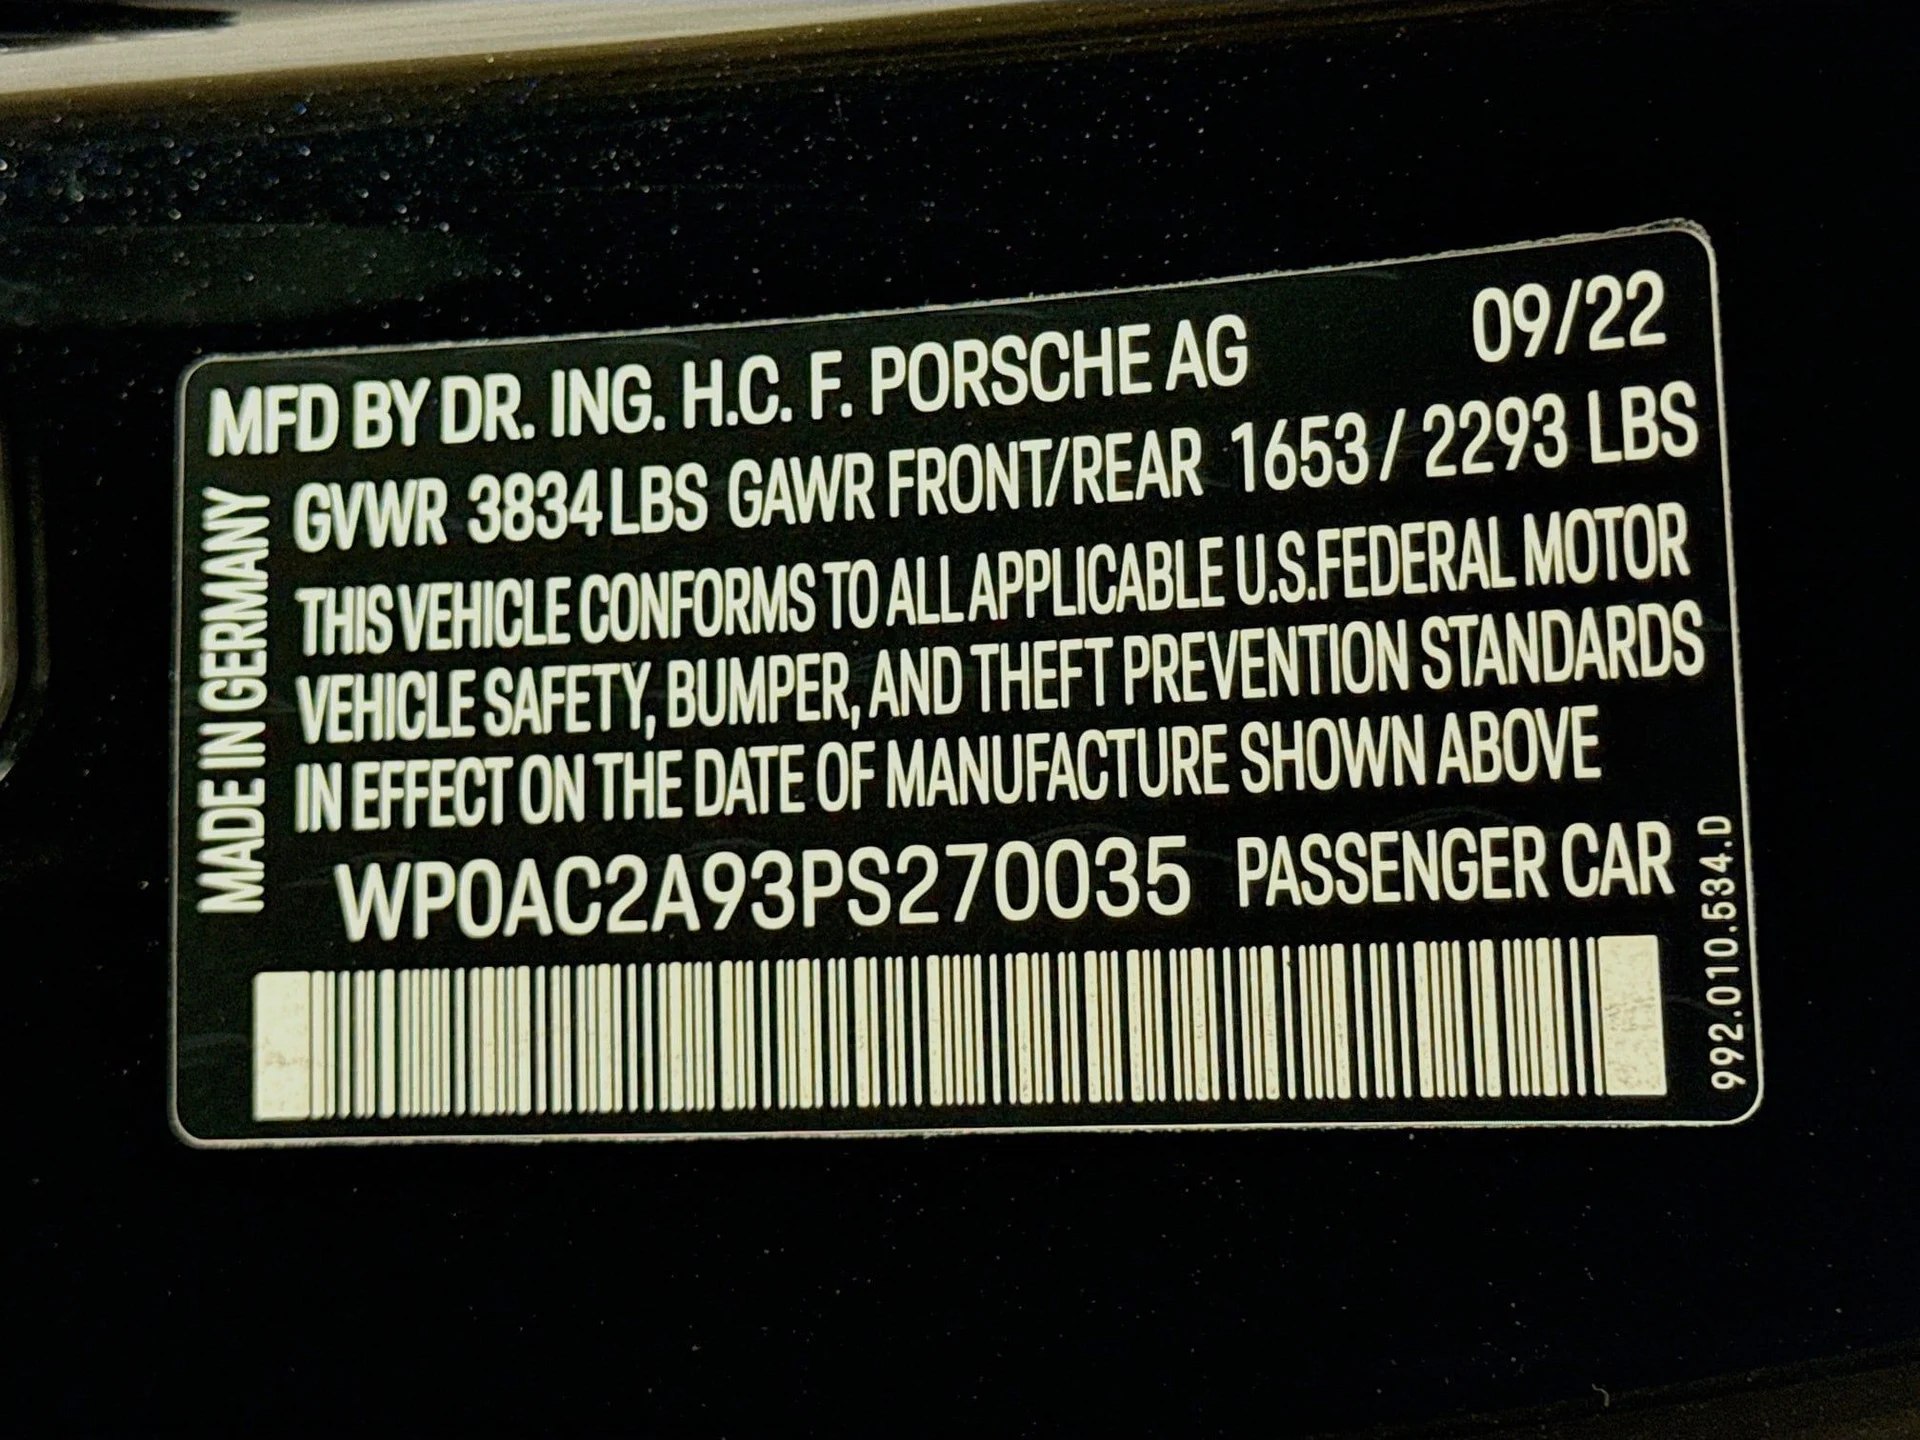 MFD BY DR. ING. H.C. F. PORSCHE AG 09/22
GVWR 3834 LBS GAWR FRONT/REAR 1653 / 2293 LBS
THIS VEHICLE CONFORMS TO ALL APPLICABLE U.S.FEDERAL MOTOR
VEHICLE SAFETY, BUMPER, AND THEFT PREVENTION STANDARDS
IN EFFECT ON THE DATE OF MANUFACTURE SHOWN ABOVE
WP0AC2A93PS270035 PASSENGER CAR
MADE IN GERMANY
992.010.534.D